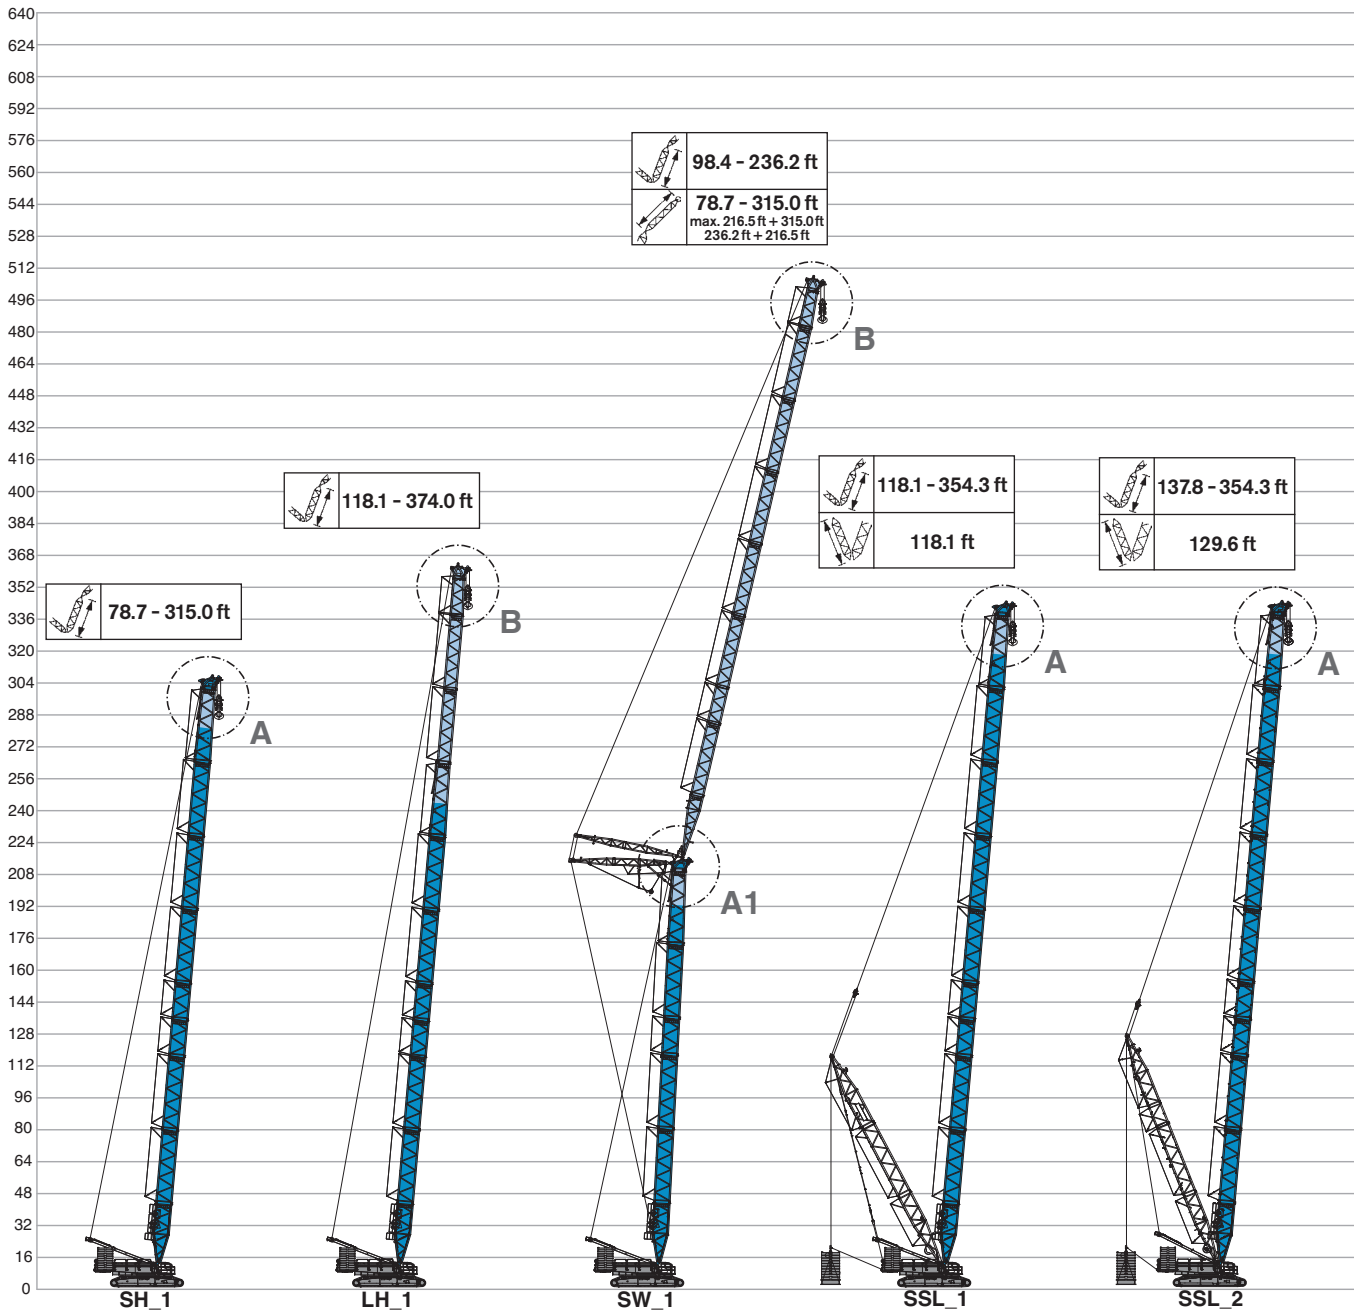 640
624
608
592
576
560
544
528
512
496
480
464
448
432
416
400
384
368
352
336
320
304
288
272
256
240
224
208
192
176
160
144
128
112
96
80
64
48
32
16
0
98.4 - 236.2 ft
78.7 - 315.0 ft
max. 216.5 ft + 315.0 ft
236.2 ft + 216.5 ft
B
118.1 - 374.0 ft
B
118.1 - 354.3 ft
118.1 ft
137.8 - 354.3 ft
129.6 ft
78.7 - 315.0 ft
A
A
A
A1
SH_1
LH_1
SW_1
SSL_1
SSL_2